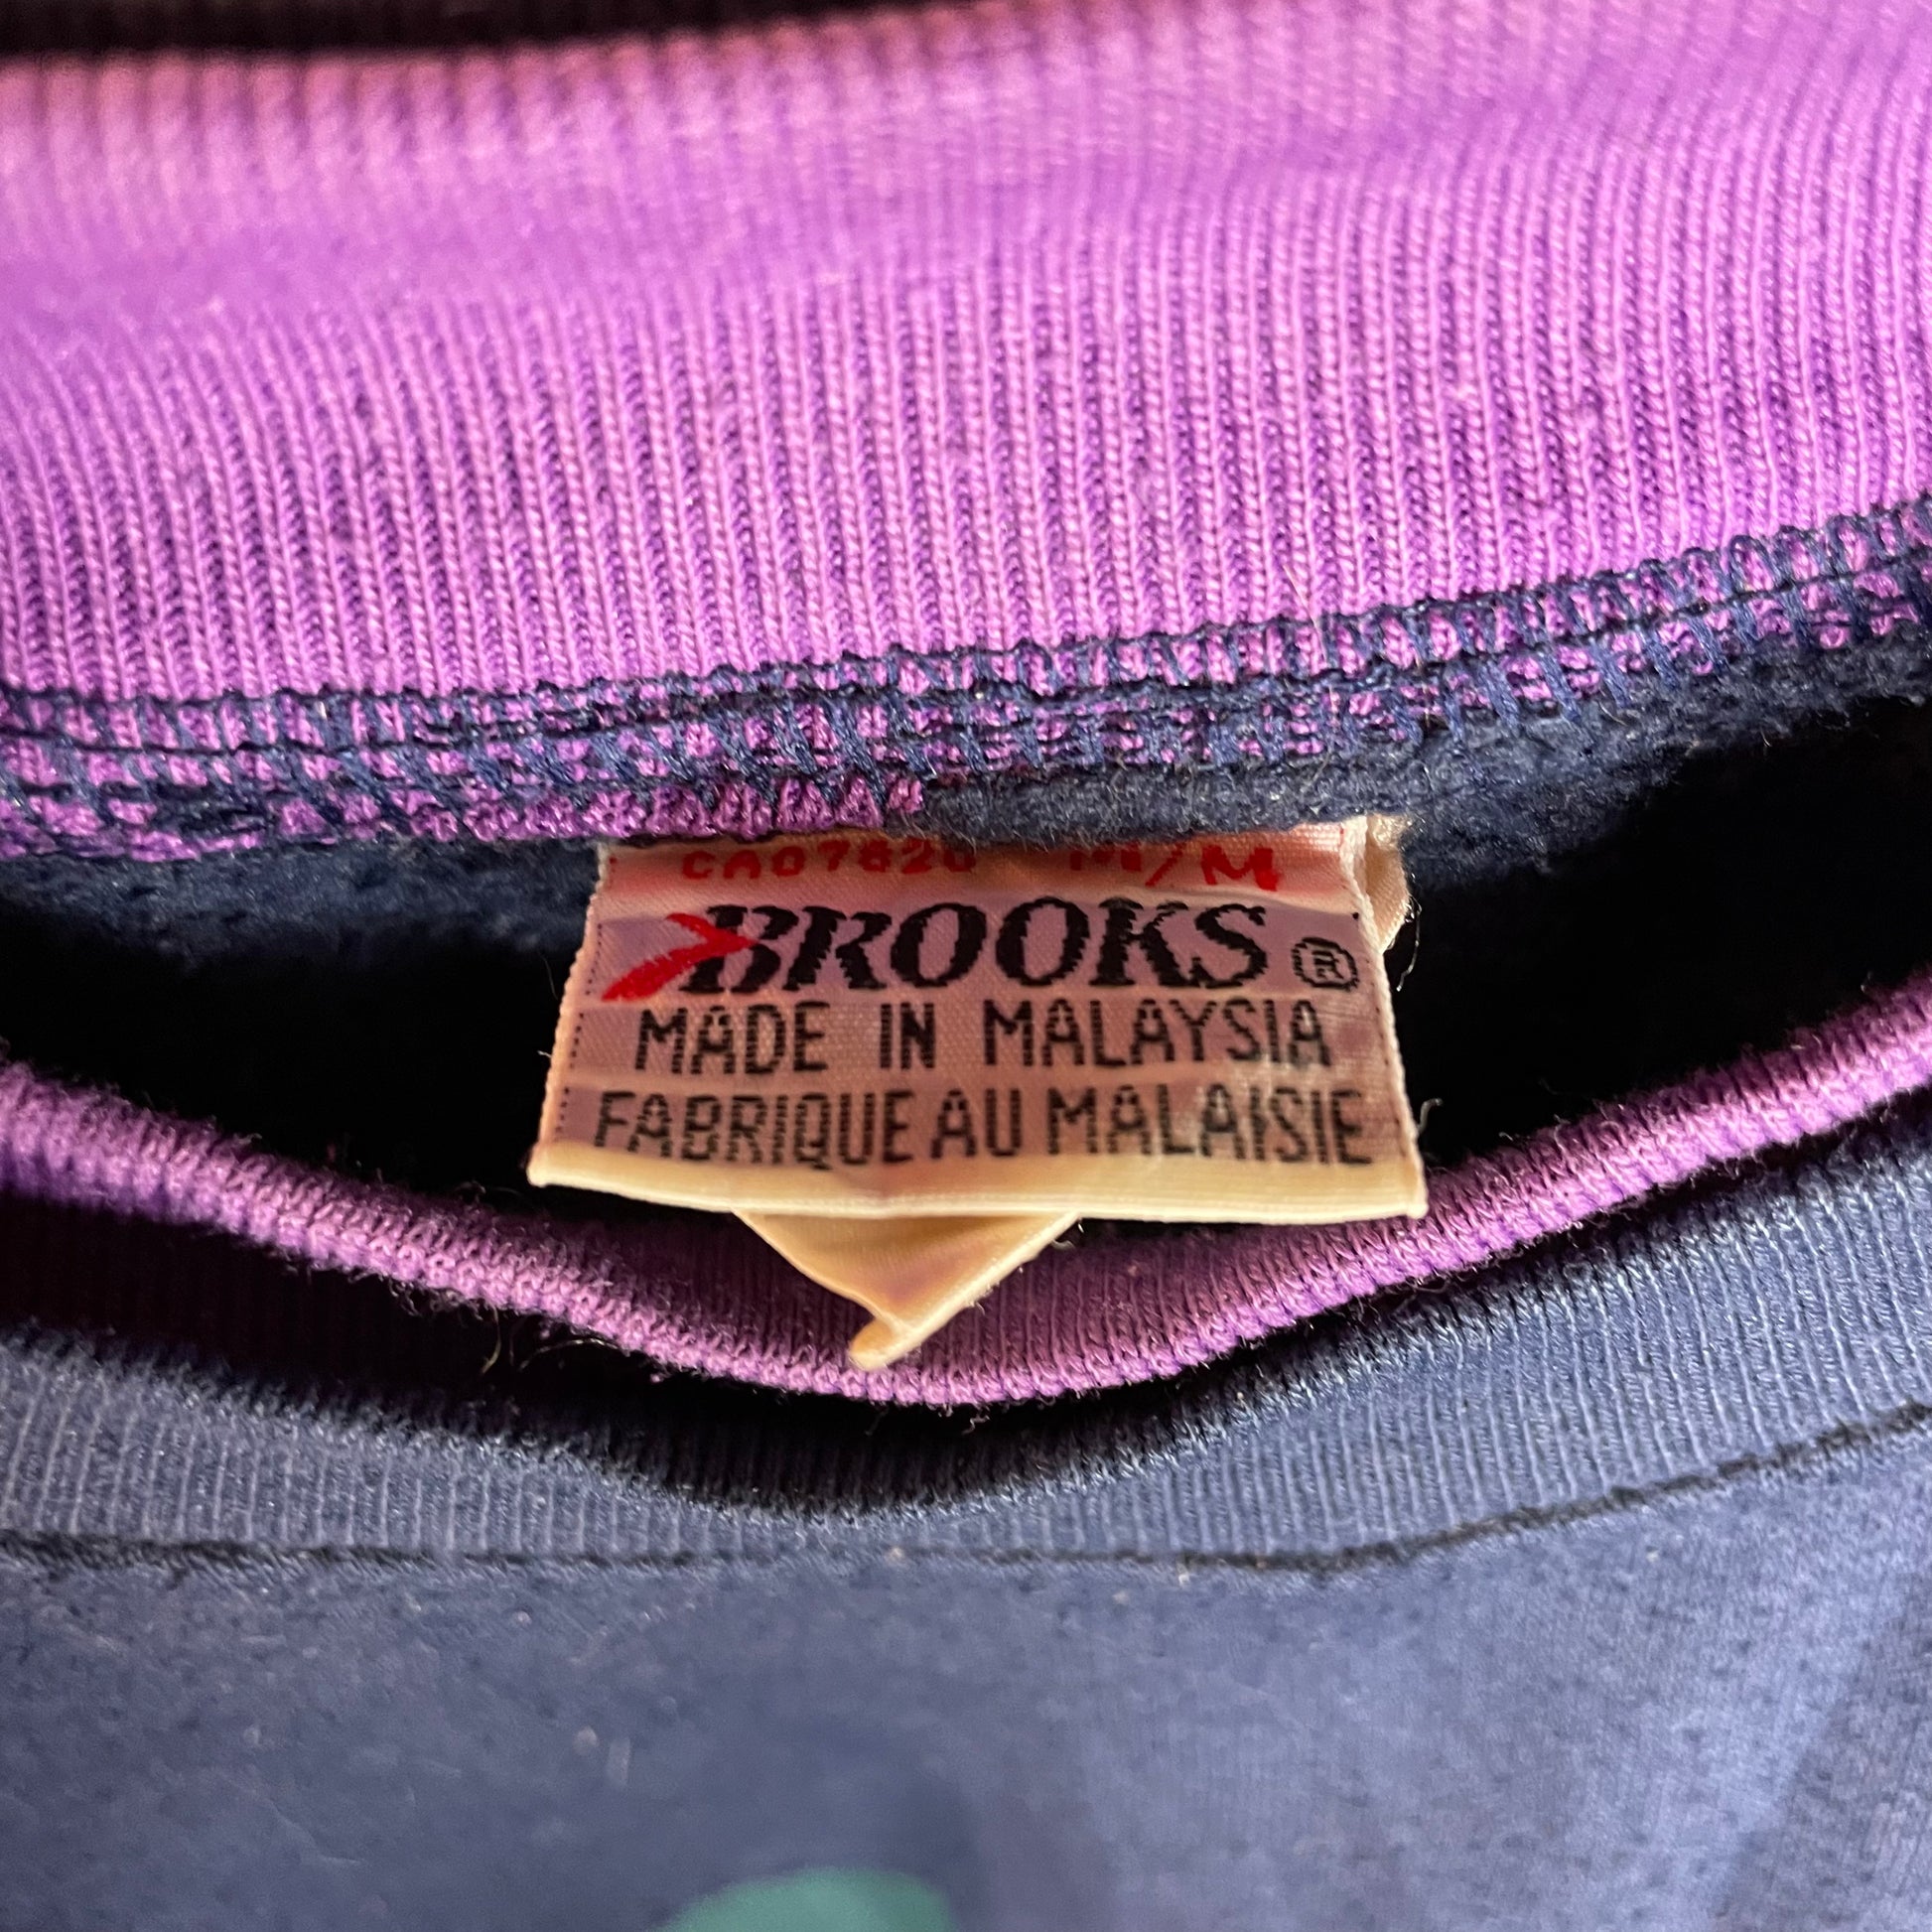 CA07820 M/M
BROOKS ®
MADE IN MALAYSIA
FABRIQUE AU MALAISIE